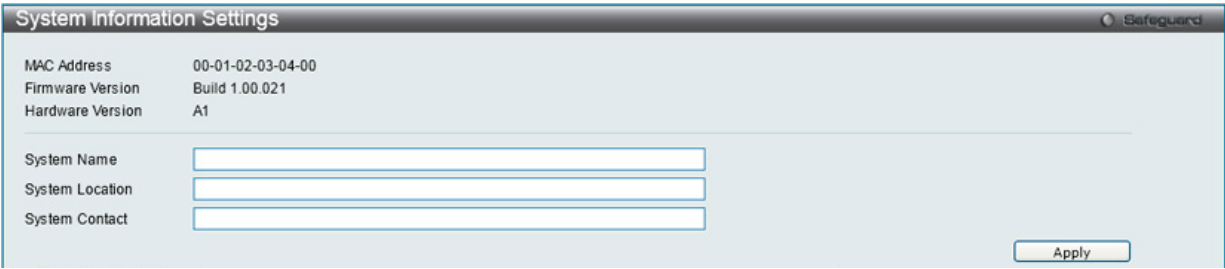 System Information Settings
Safeguard
MAC Address 00-01-02-03-04-00
Firmware Version Build 1.00.021
Hardware Version A1
System Name
System Location
System Contact
Apply